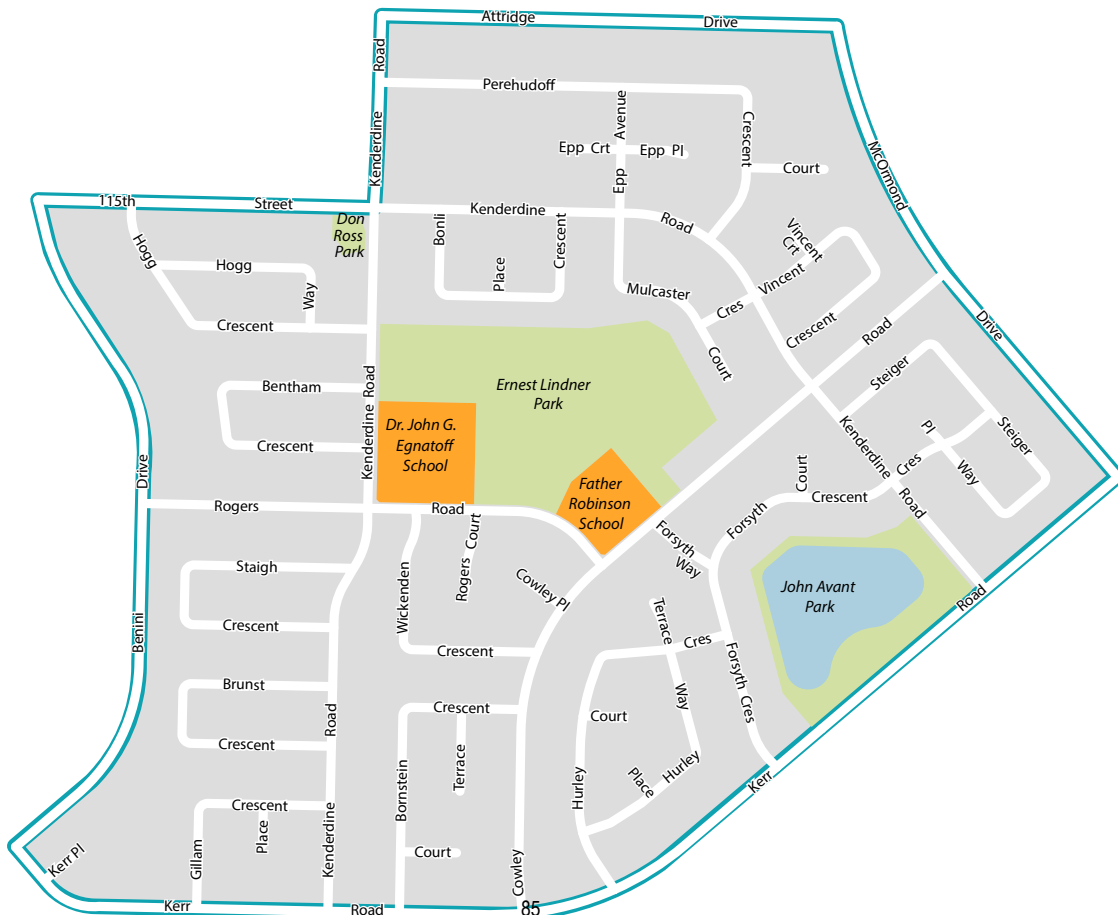 Attridge Drive
Kenderdine Road
Perehudoff Crescent
Epp Avenue
Epp Crt
Epp Pl
Court
McOrmond Drive
115th Street
Kenderdine Road
Don
Ross
Park
Hogg
Hogg
Way
Crescent
Bonli
Place
Crescent
Mulcaster
Court
Cres
Vincent
Vincent
Crt
Crescent
Road
Bentham
Crescent
Kenderdine Road
Ernest Lindner
Park
Dr. John G.
Egnatoff
School
Father
Robinson
School
Steiger
Steiger
Pl
Way
Cres
Kenderdine
Road
Court
Crescent
Forsyth
Forsyth
Way
Benini Drive
Rogers
Road
Rogers Court
Wickenden
Crescent
Cowley Pl
John Avant
Park
Staigh
Crescent
Brunst
Crescent
Terrace
Way
Cres
Forsyth Cres
Court
Hurley
Place
Hurley
Crescent
Terrace
Bornstein
Court
Cowley
Crescent
Place
Gillam
Kenderdine
Road
Kerr Pl
Kerr
Road
85
Kerr
Road